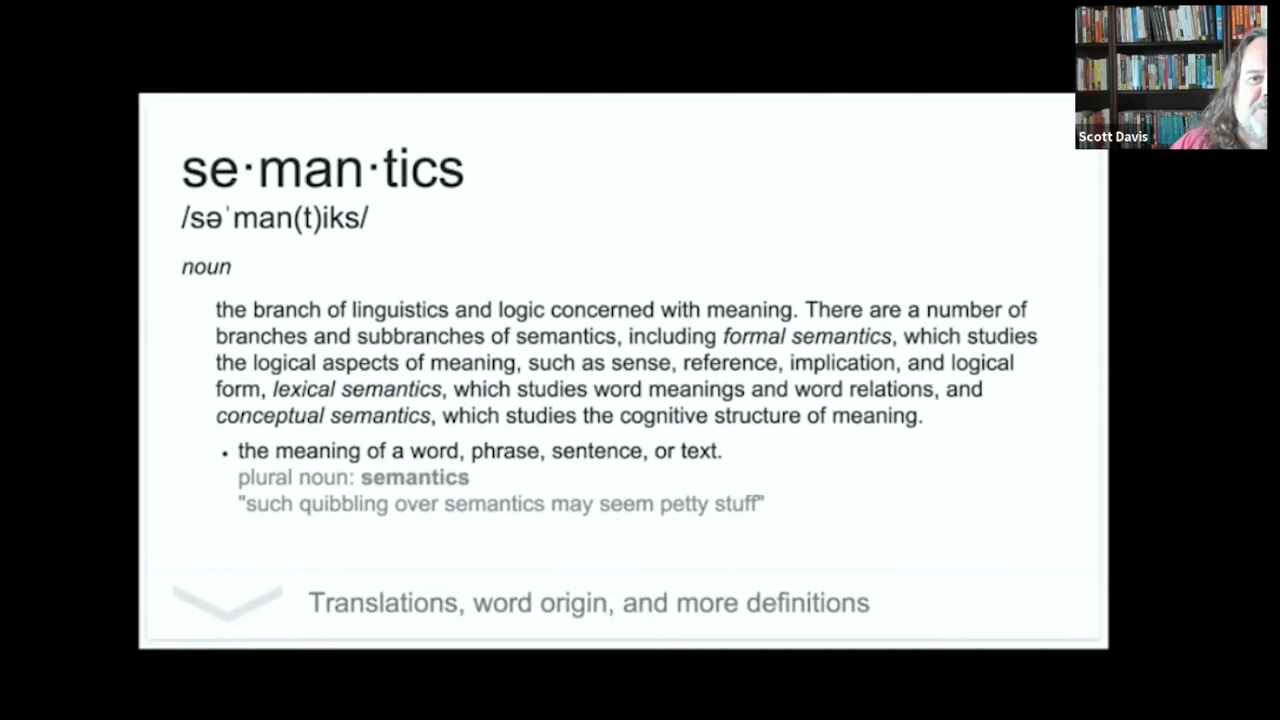 se·man·tics
/səˈman(t)iks/
noun
the branch of linguistics and logic concerned with meaning. There are a number of
branches and subbranches of semantics, including formal semantics, which studies
the logical aspects of meaning, such as sense, reference, implication, and logical
form, lexical semantics, which studies word meanings and word relations, and
conceptual semantics, which studies the cognitive structure of meaning.
• the meaning of a word, phrase, sentence, or text.
plural noun: semantics
"such quibbling over semantics may seem petty stuff"
Translations, word origin, and more definitions
Scott Davis